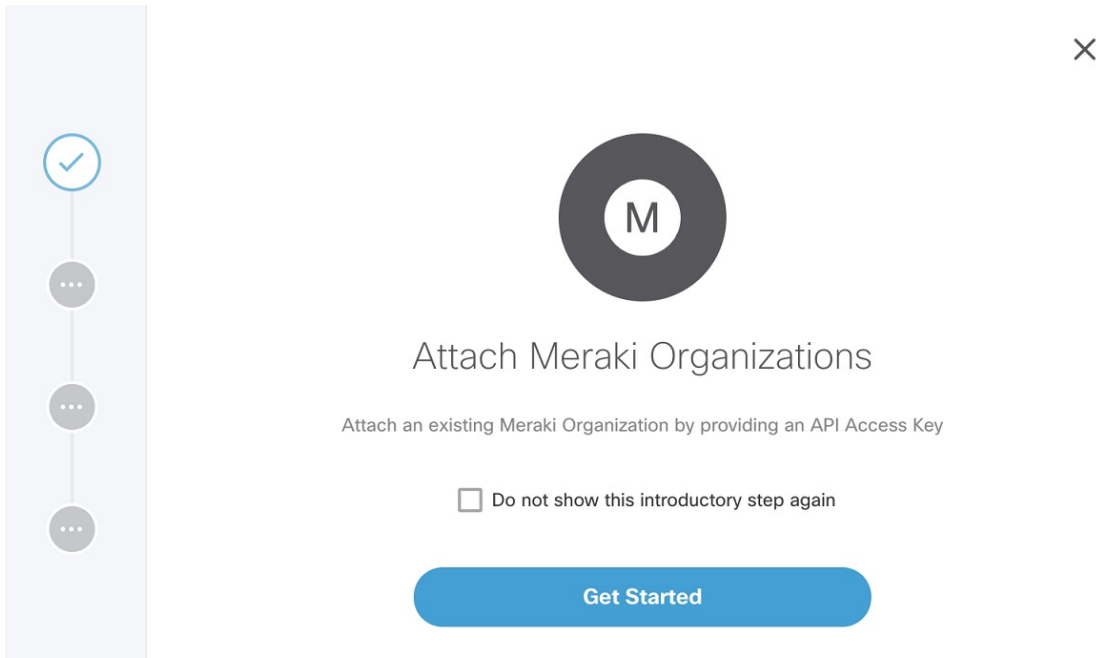 M
Attach Meraki Organizations
Attach an existing Meraki Organization by providing an API Access Key
Do not show this introductory step again
Get Started